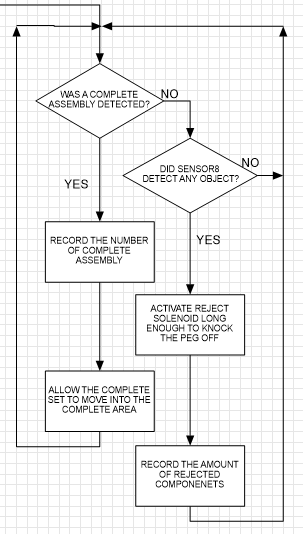 WAS A COMPLETE
ASSEMBLY DETECTED?
NO
YES
DID SENSOR8
DETECT ANY OBJECT?
NO
YES
RECORD THE NUMBER
OF COMPLETE
ASSEMBLY
ACTIVATE REJECT
SOLENOID LONG
ENOUGH TO KNOCK
THE PEG OFF
ALLOW THE COMPLETE
SET TO MOVE INTO THE
COMPLETE AREA
RECORD THE AMOUNT
OF REJECTED
COMPONENETS